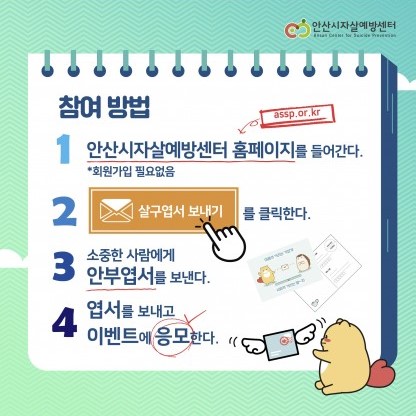 안산시자살예방센터
Ansan Center for Suicide Prevention
참여 방법
assp.or.kr
1 안산시자살예방센터 홈페이지를 들어간다.
*회원가입 필요없음
2 살구엽서 보내기 를 클릭한다.
3 소중한 사람에게
안부엽서를 보낸다.
4 엽서를 보내고
이벤트에 응모한다.